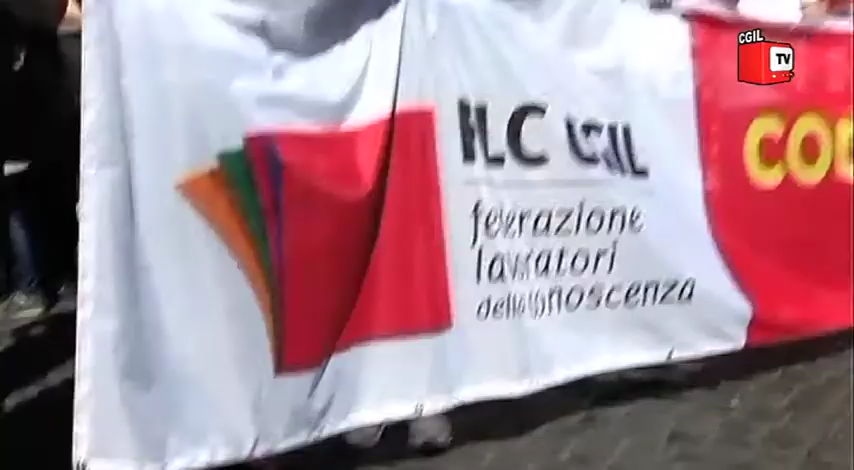 CGIL
TV
FLC CGIL
federazione
lavoratori
della conoscenza